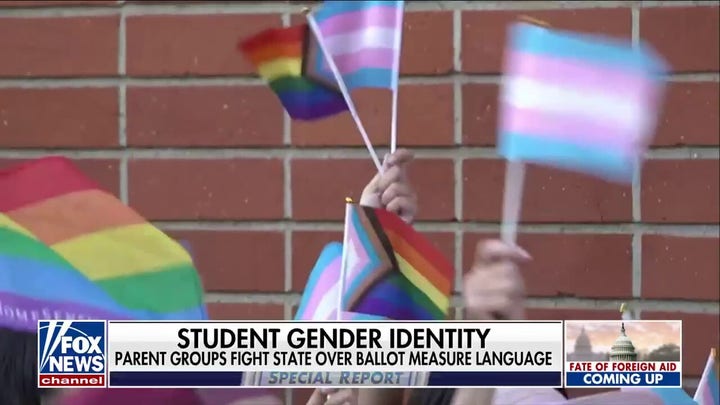 HOMESENSE
STUDENT GENDER IDENTITY
PARENT GROUPS FIGHT STATE OVER BALLOT MEASURE LANGUAGE
FOX
NEWS
channel
SPECIAL REPORT
FATE OF FOREIGN AID
COMING UP